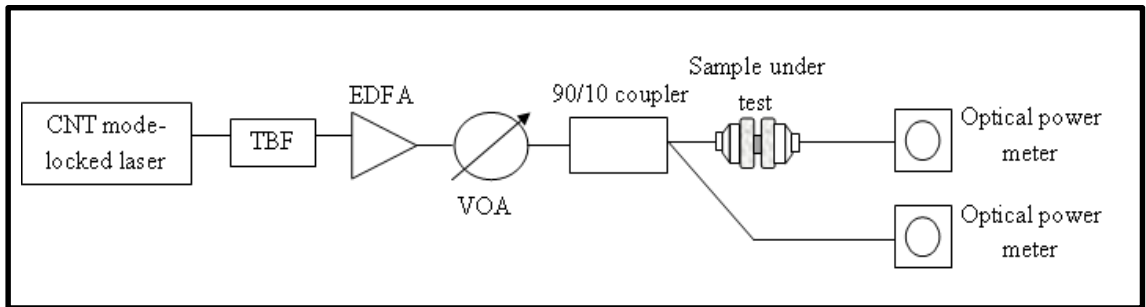 CNT mode-
locked laser
TBF
EDFA
VOA
90/10 coupler
Sample under
test
Optical power
meter
Optical power
meter